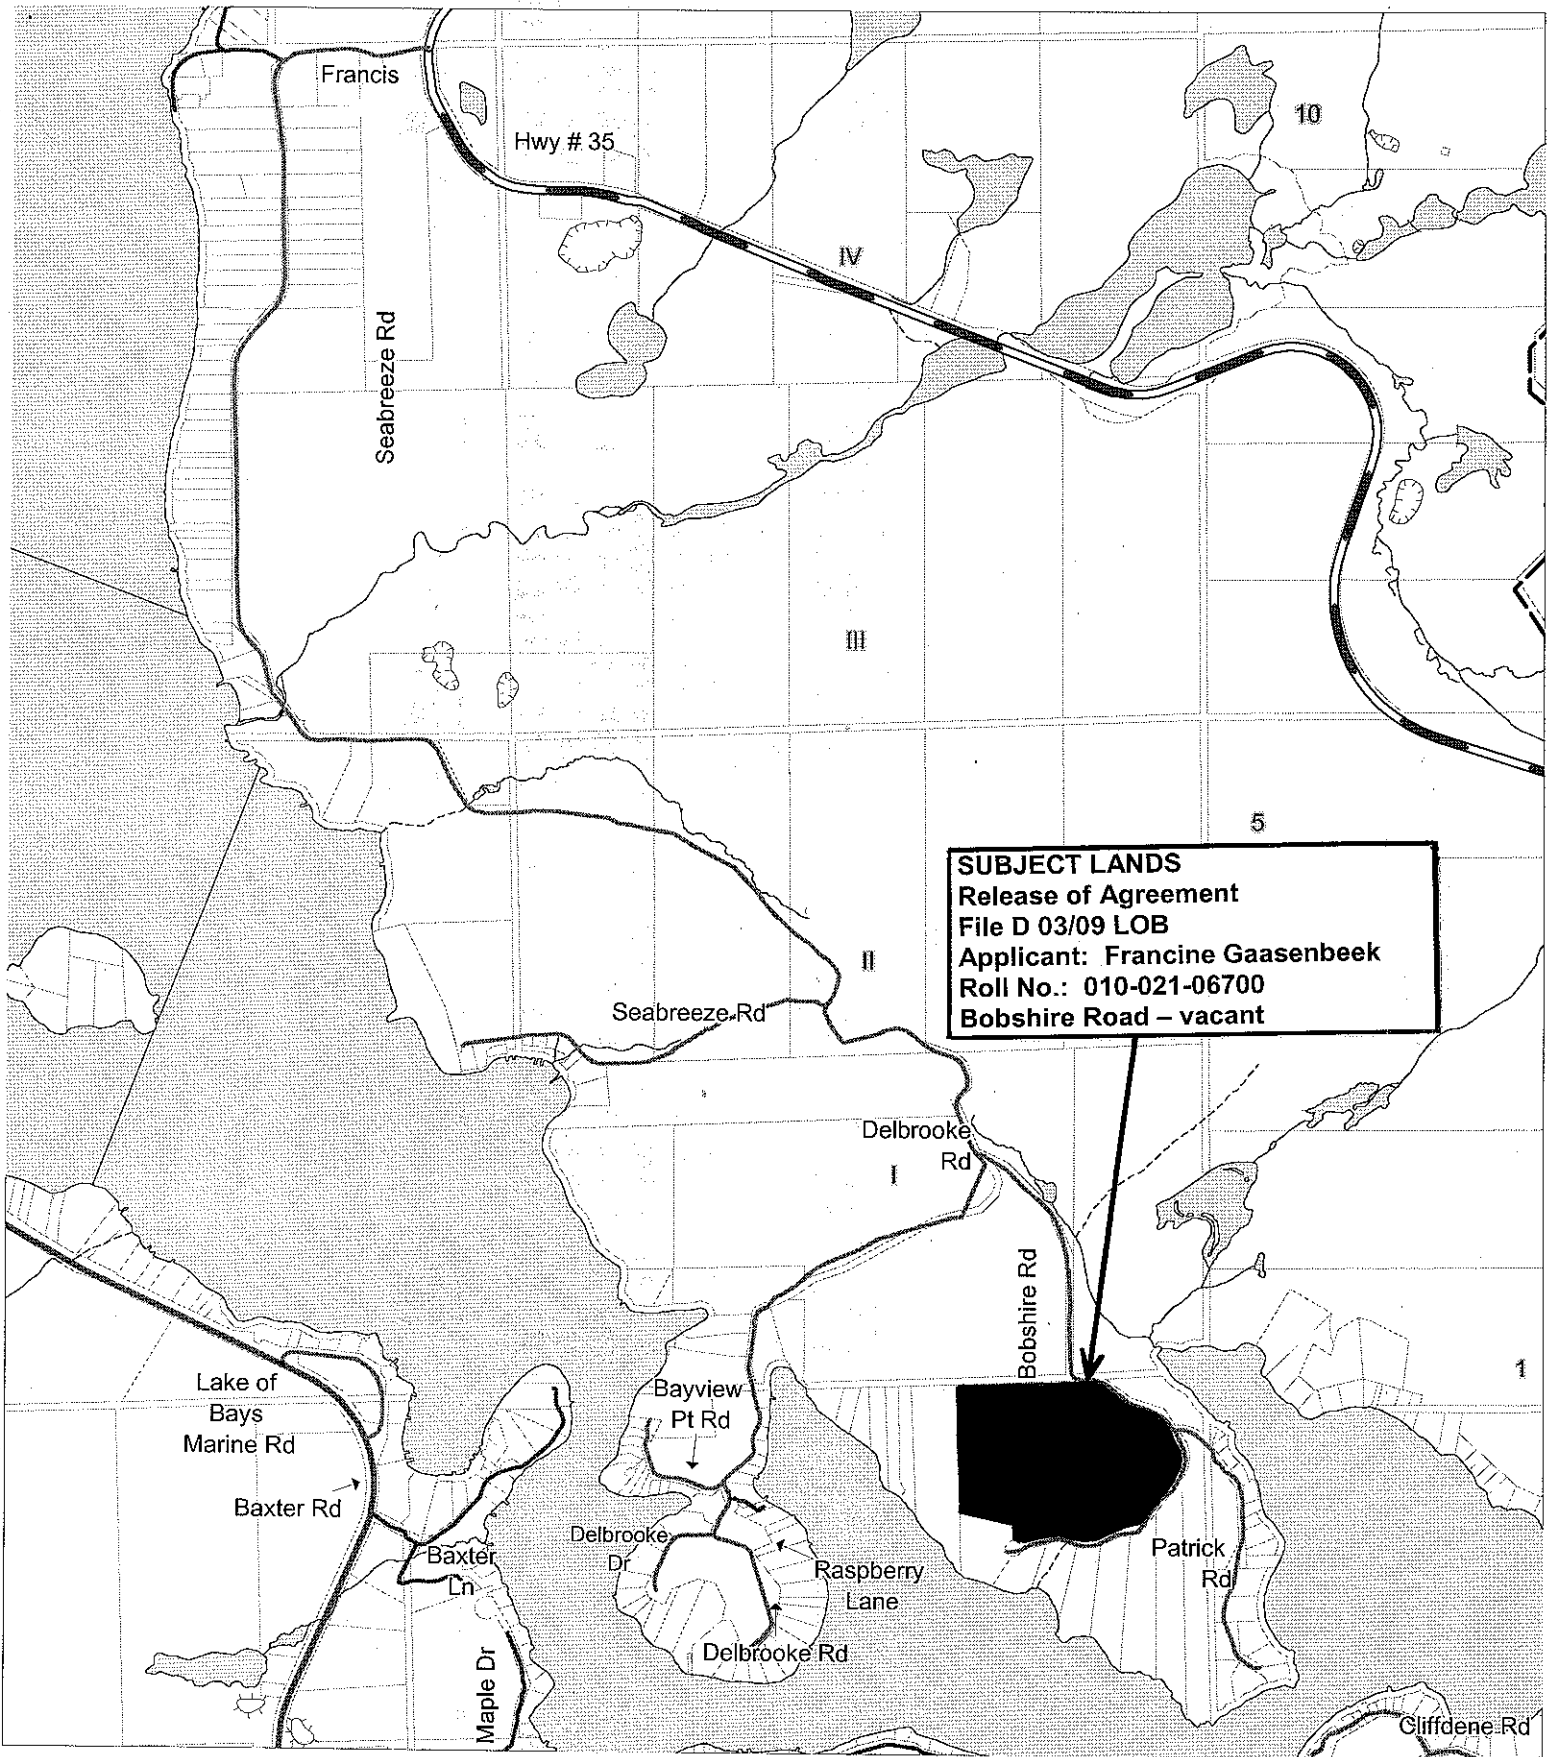 Francis
Hwy # 35
10
IV
Seabreeze Rd
III
5
SUBJECT LANDS
Release of Agreement
File D 03/09 LOB
Applicant: Francine Gaasenbeek
Roll No.: 010-021-06700
Bobshire Road – vacant
II
Seabreeze Rd
Delbrooke
Rd
I
Bobshire Rd
1
Lake of
Bays
Marine Rd
Bayview
Pt Rd
Baxter Rd
Delbrooke
Dr
Patrick
Rd
Baxter
Ln
Raspberry
Lane
Delbrooke Rd
Maple Dr
Cliffdene Rd